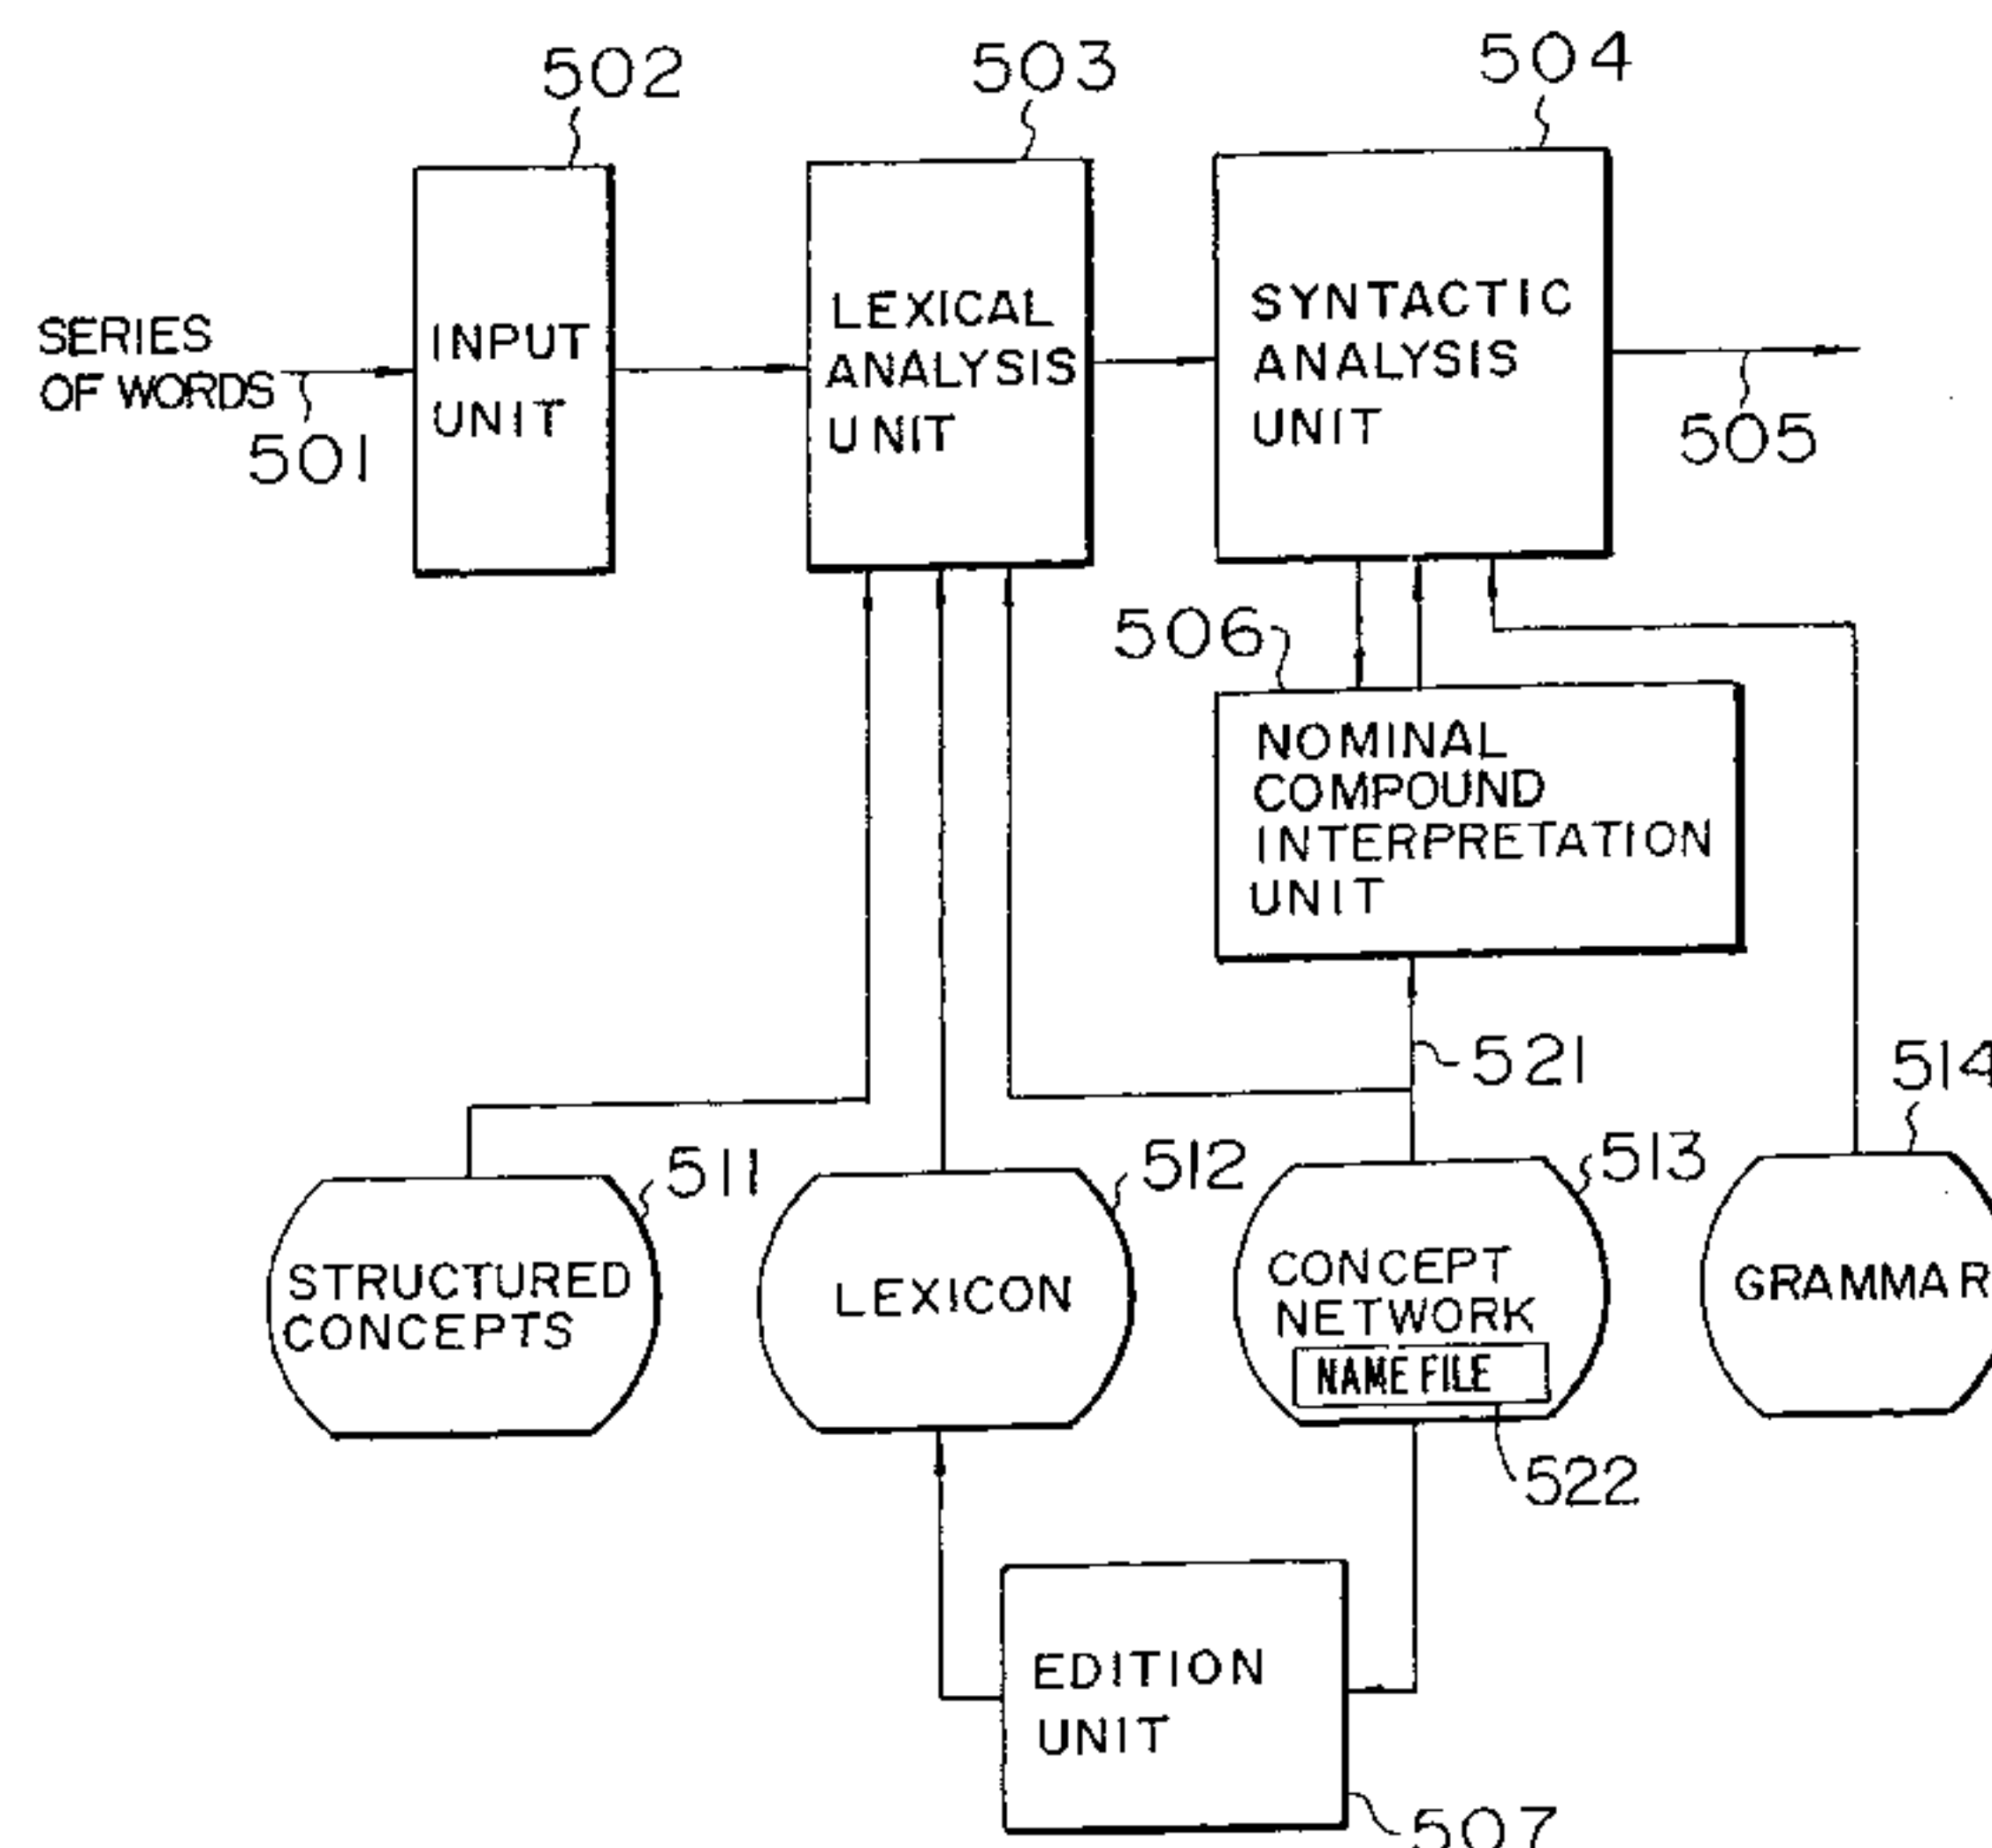 502
503
504
SERIES
OF WORDS
501
INPUT
UNIT
LEXICAL
ANALYSIS
UNIT
SYNTACTIC
ANALYSIS
UNIT
505
506
NOMINAL
COMPOUND
INTERPRETATION
UNIT
521
514
511
512
513
STRUCTURED
CONCEPTS
LEXICON
CONCEPT
NETWORK
NAME FILE
GRAMMAR
522
EDITION
UNIT
507